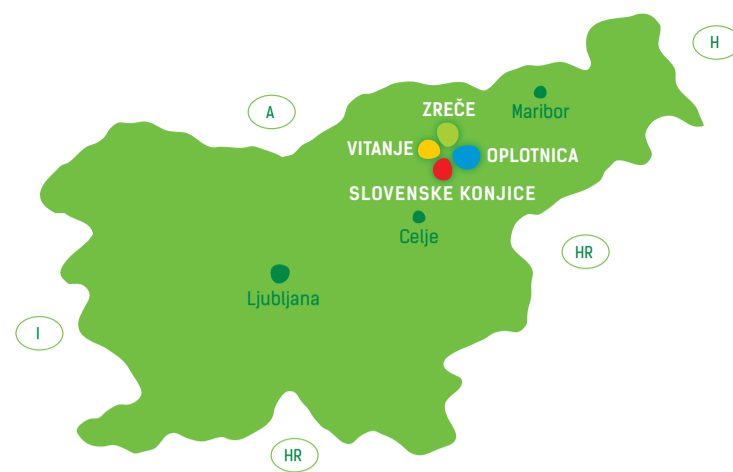 H
A
ZREČE
Maribor
VITANJE
OPLOTNICA
SLOVENSKE KONJICE
Celje
HR
Ljubljana
I
HR